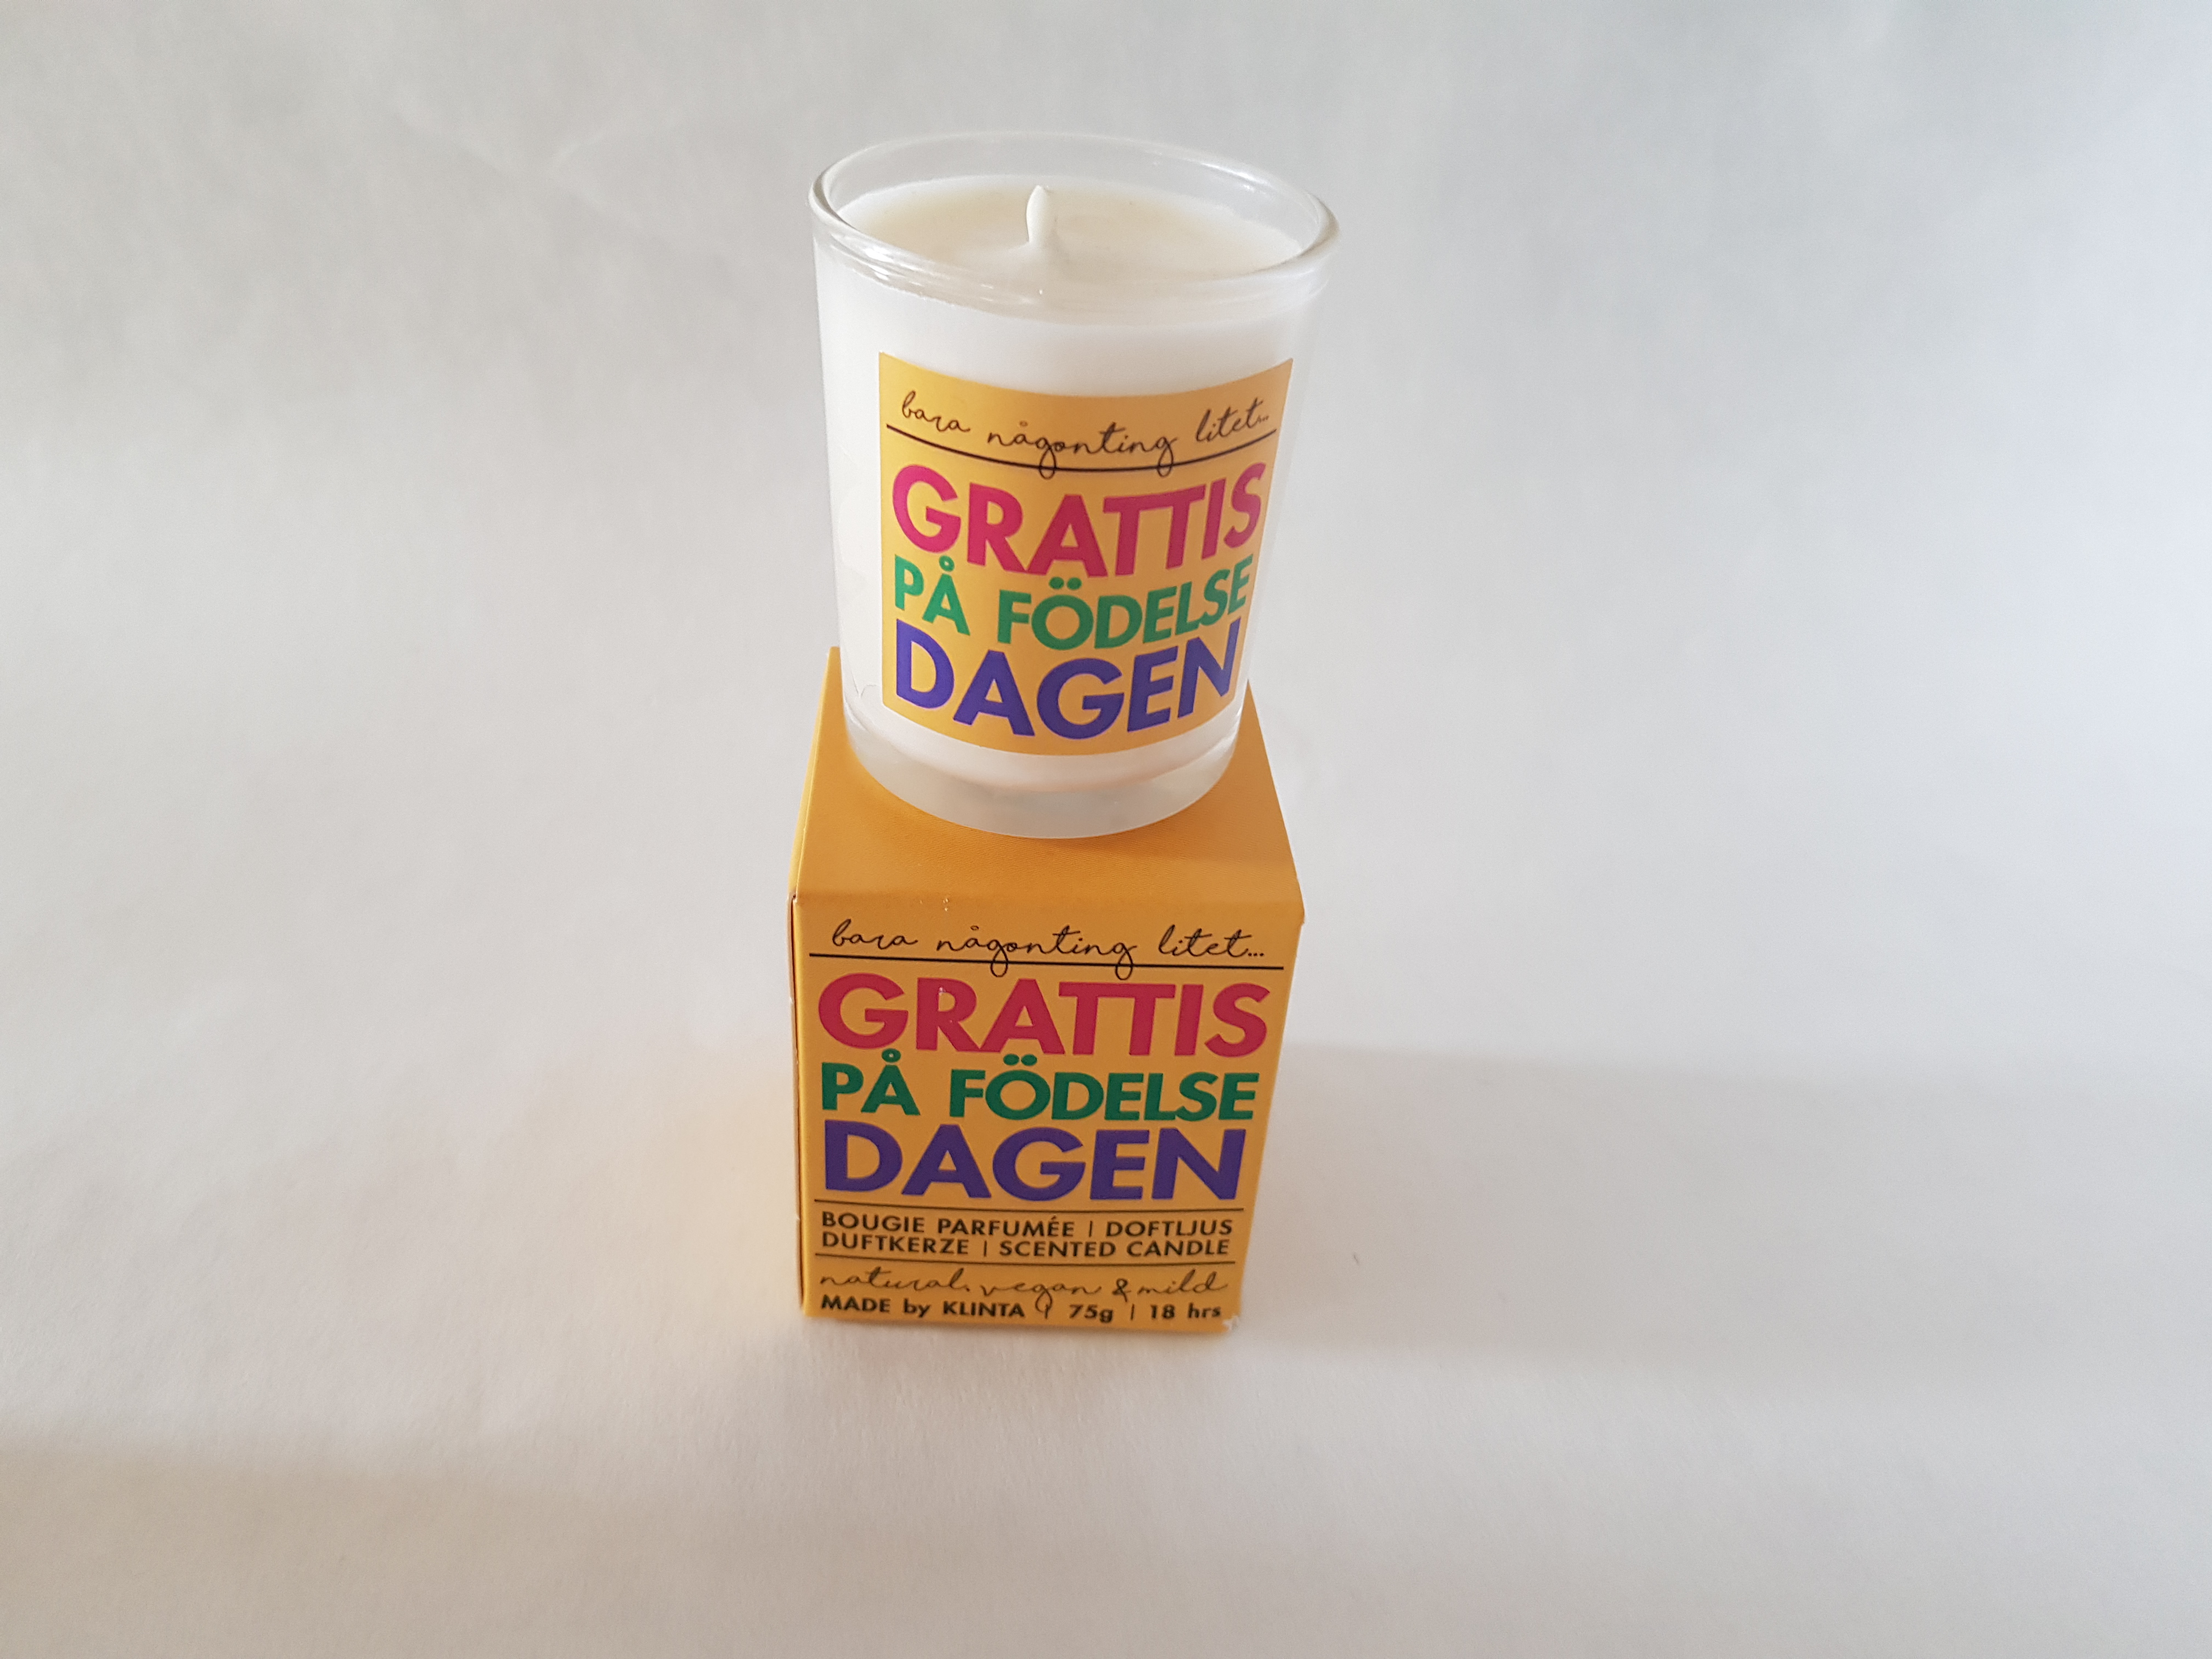 bara någonting litet...
GRATTIS
PÅ FÖDELSE
DAGEN
bara någonting litet...
GRATTIS
PÅ FÖDELSE
DAGEN
BOUGIE PARFUMÉE | DOFTLJUS
DUFTKERZE | SCENTED CANDLE
natural, vegan & mild
MADE by KLINTA | 75g | 18 hrs